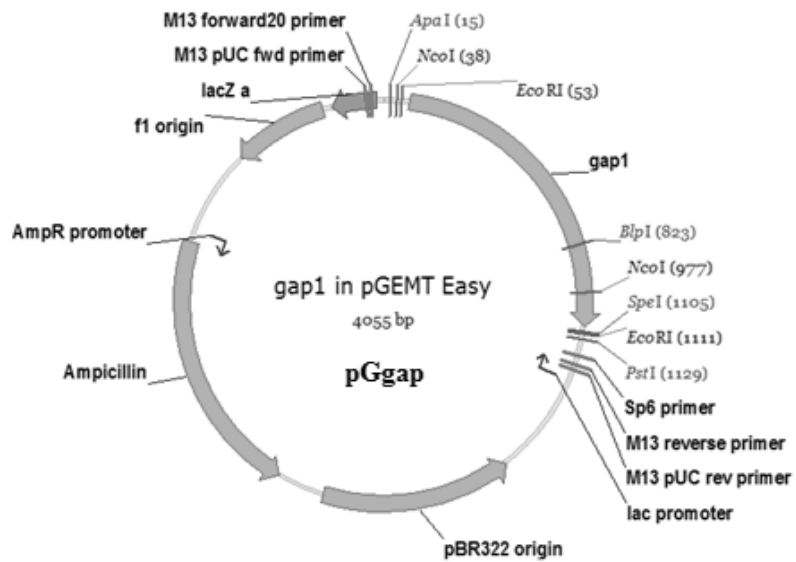 M13 forward20 primer
M13 pUC fwd primer
lacZ a
f1 origin
AmpR promoter
Ampicillin
ApaI (15)
NcoI (38)
EcoRI (53)
gap1
BlpI (823)
NcoI (977)
SpeI (1105)
EcoRI (1111)
PstI (1129)
Sp6 primer
M13 reverse primer
M13 pUC rev primer
lac promoter
pBR322 origin
gap1 in pGEMT Easy
4055 bp
pGgap